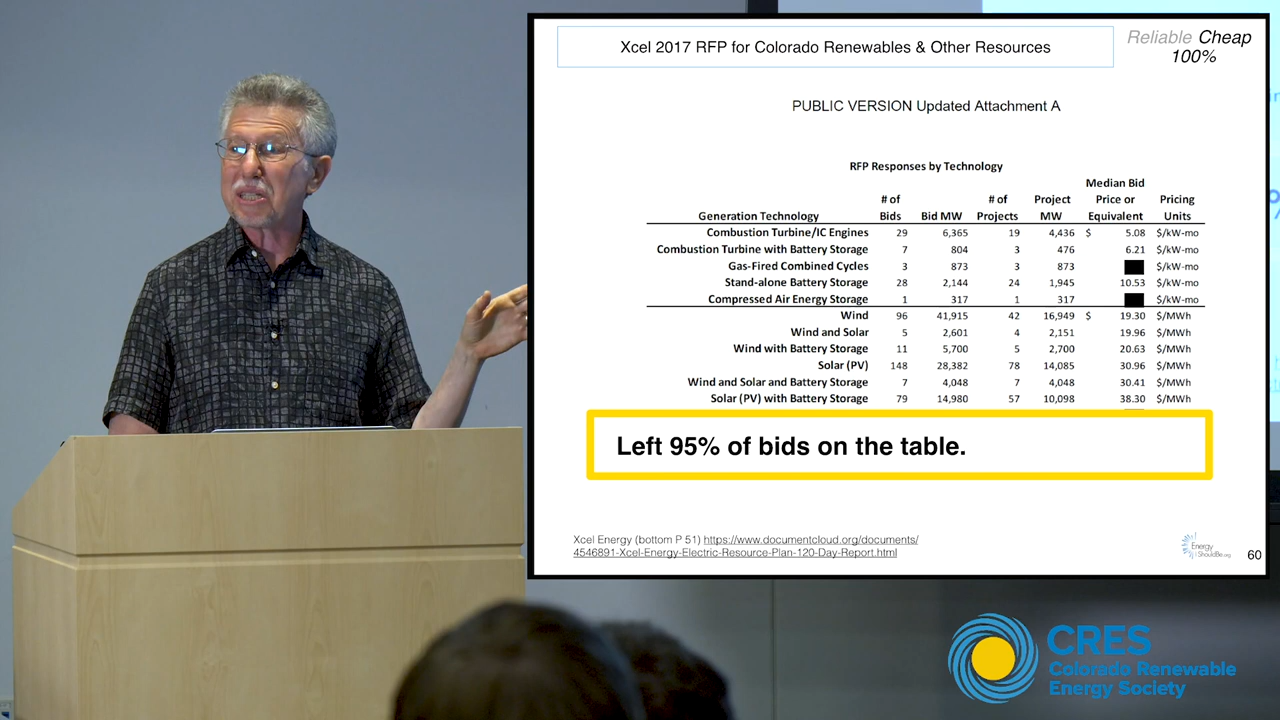 Xcel 2017 RFP for Colorado Renewables & Other Resources
Reliable Cheap
100%
PUBLIC VERSION Updated Attachment A
RFP Responses by Technology
Generation Technology # of Bids Bid MW # of Projects Project MW Median Bid Price or Equivalent Pricing Units
Combustion Turbine/IC Engines 29 6,365 19 4,436 $ 5.08 $/kW-mo
Combustion Turbine with Battery Storage 7 804 3 476 6.21 $/kW-mo
Gas-Fired Combined Cycles 3 873 3 873 $/kW-mo
Stand-alone Battery Storage 28 2,144 24 1,945 10.53 $/kW-mo
Compressed Air Energy Storage 1 317 1 317 $/kW-mo
Wind 96 41,915 42 16,949 $ 19.30 $/MWh
Wind and Solar 5 2,601 4 2,151 19.96 $/MWh
Wind with Battery Storage 11 5,700 5 2,700 20.63 $/MWh
Solar (PV) 148 28,382 78 14,085 30.96 $/MWh
Wind and Solar and Battery Storage 7 4,048 7 4,048 30.41 $/MWh
Solar (PV) with Battery Storage 79 14,980 57 10,098 38.30 $/MWh
Left 95% of bids on the table.
Xcel Energy (bottom P 51) https://www.documentcloud.org/documents/
4546891-Xcel-Energy-Electric-Resource-Plan-120-Day-Report.html
Energy
iShouldBe.org
60
CRES
Colorado Renewable
Energy Society